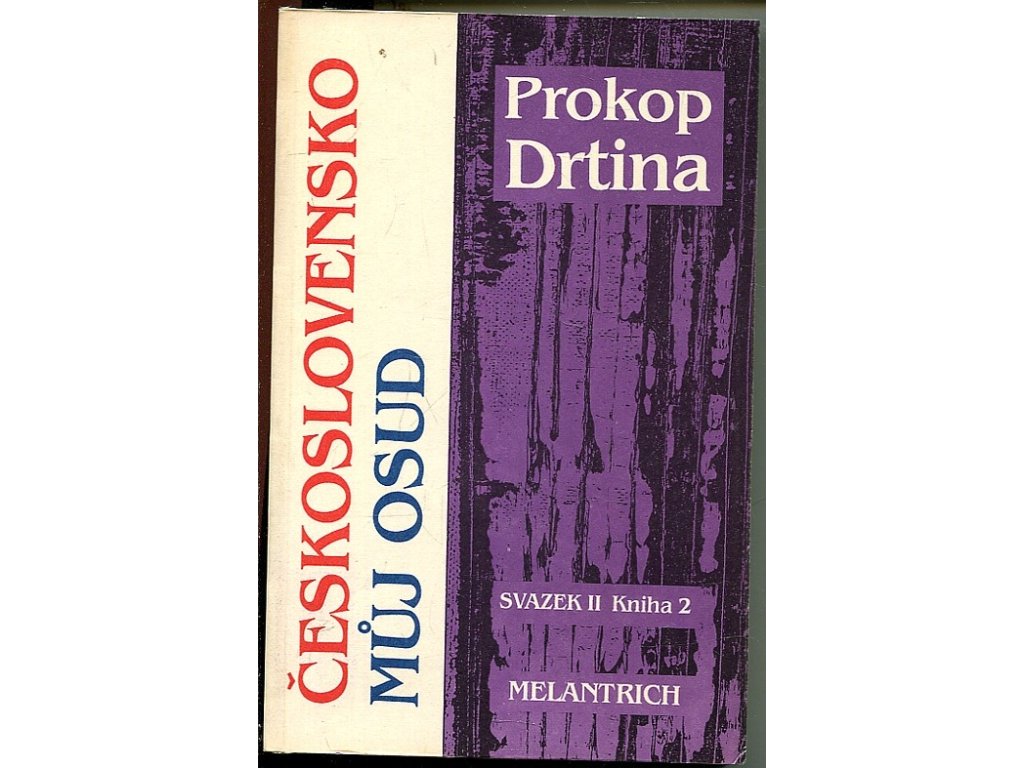 ČESKOSLOVENSKO
MŮJ OSUD
Prokop
Drtina
SVAZEK II Kniha 2
MELANTRICH